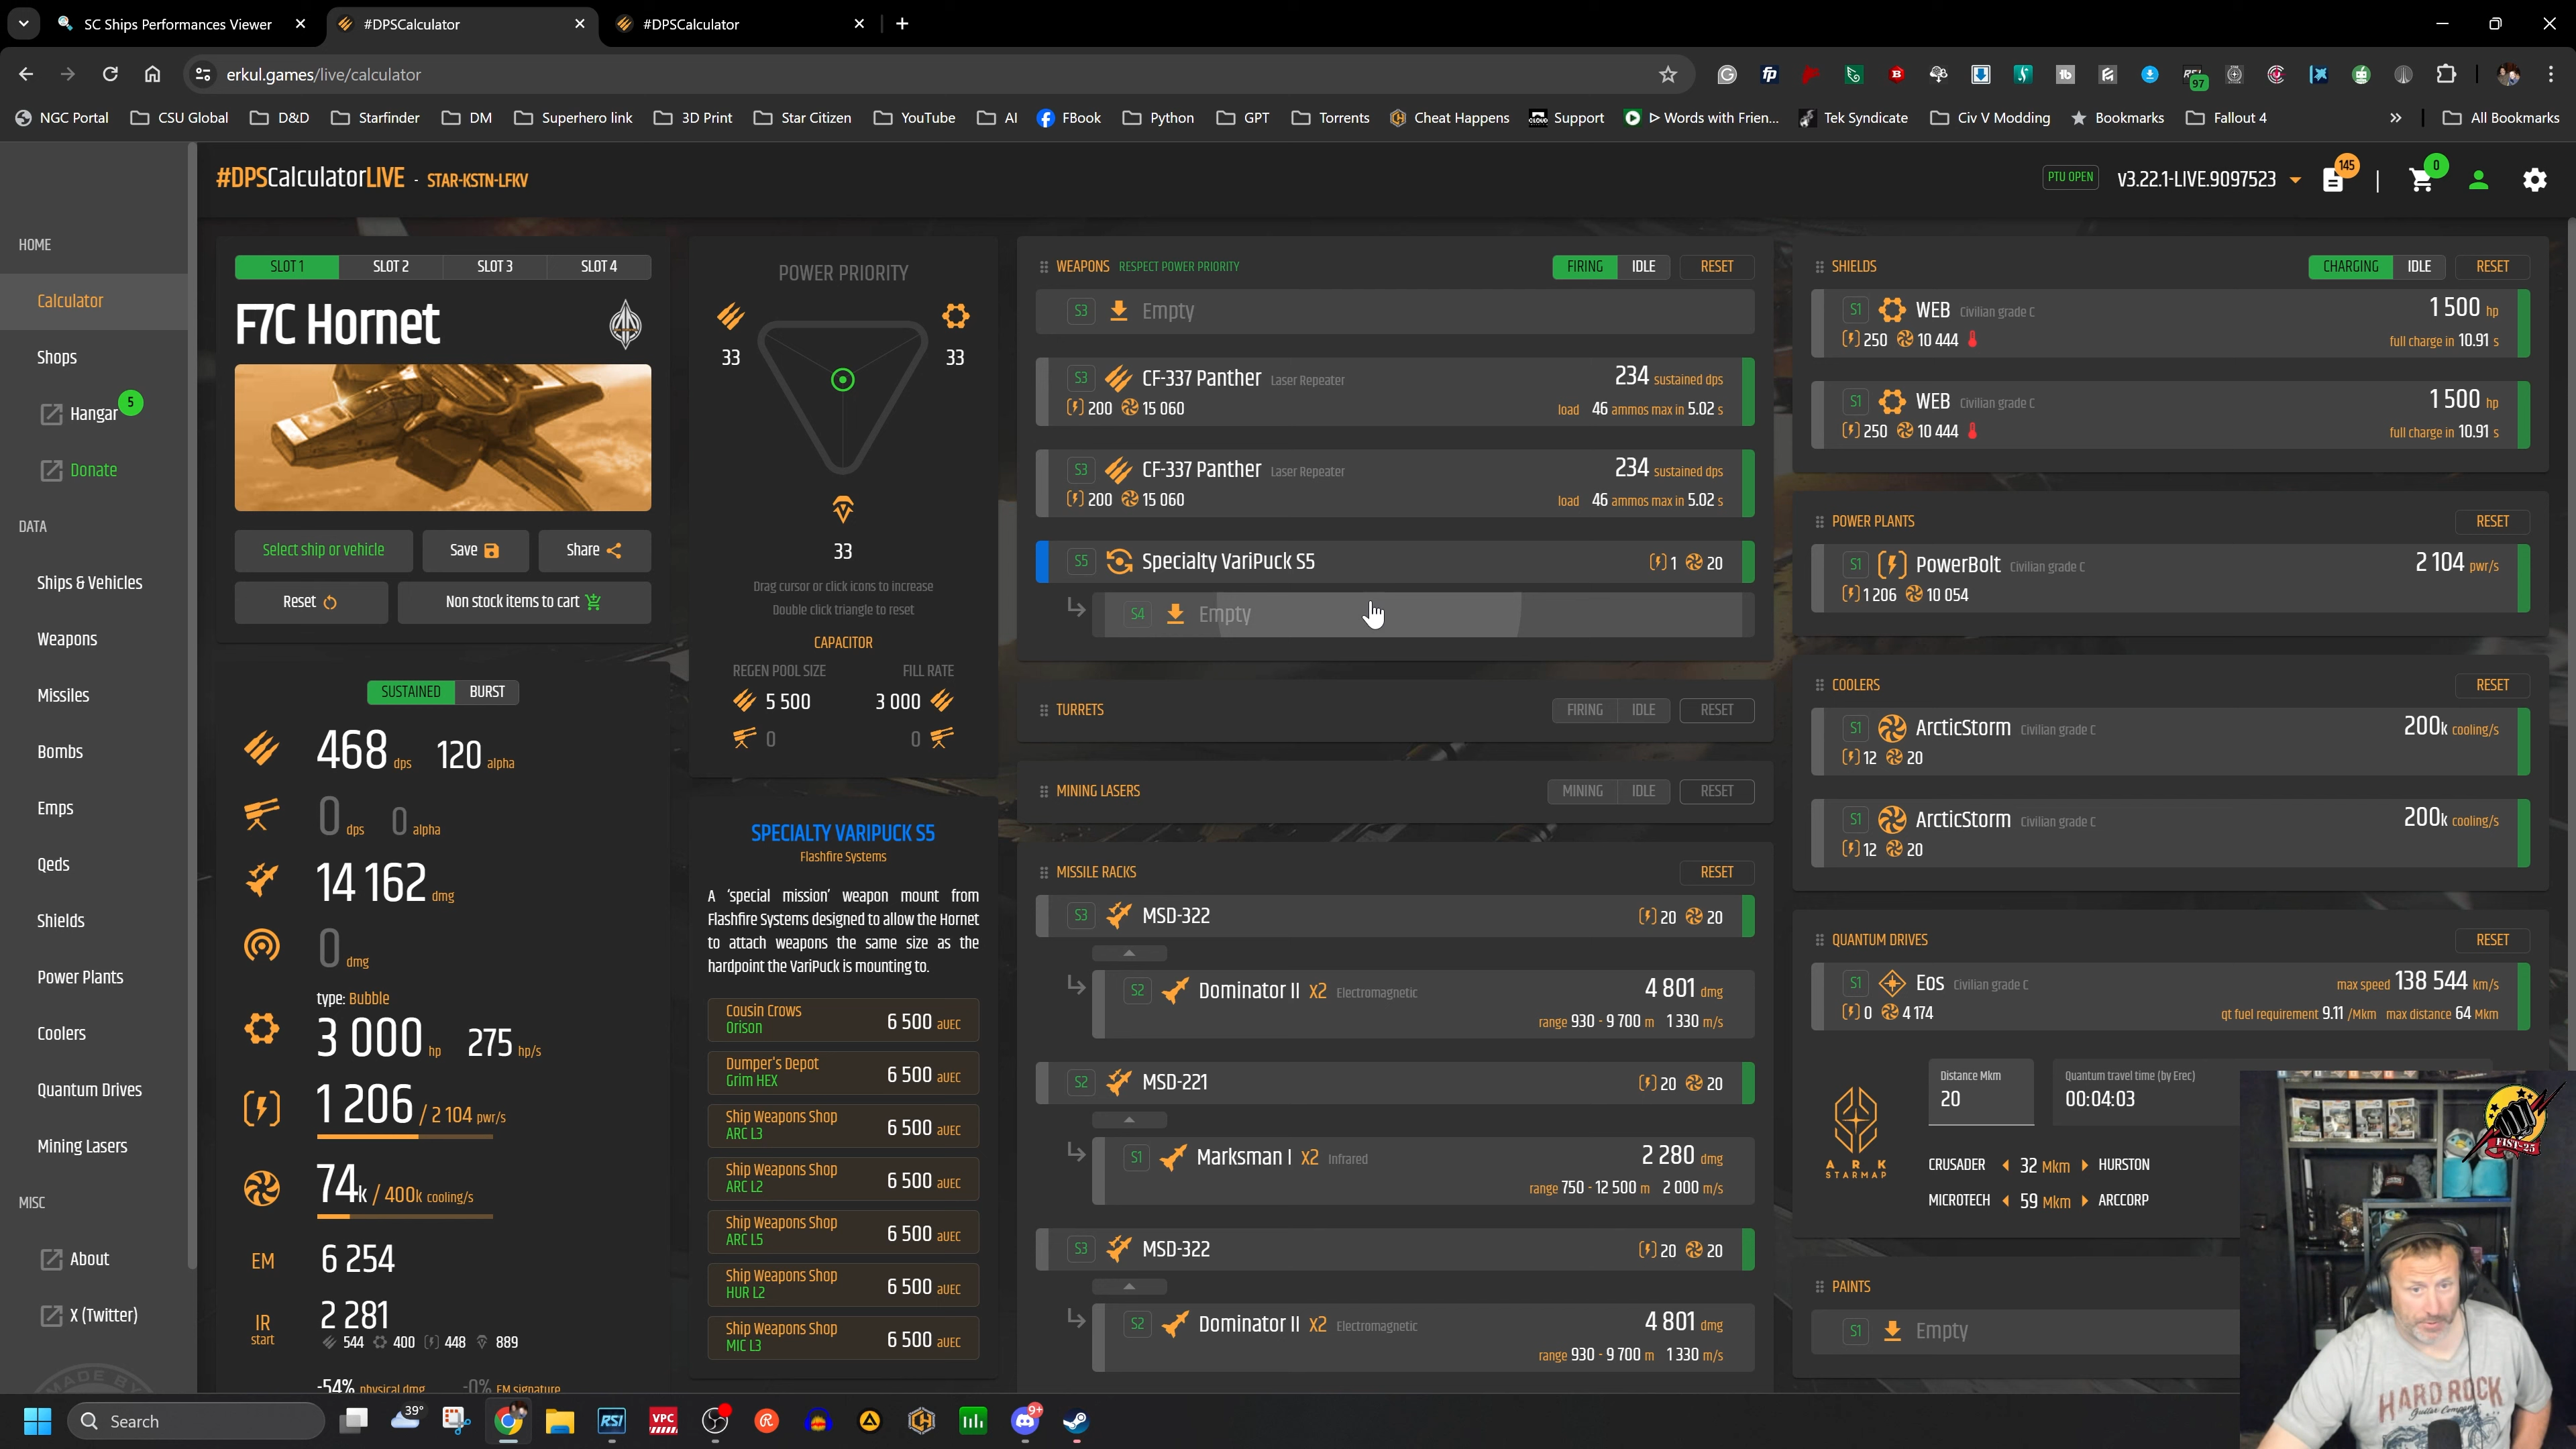 SC Ships Performances Viewer
#DPSCalculator
#DPSCalculator
erkul.games/live/calculator
97
NGC Portal
CSU Global
D&D
Starfinder
DM
Superhero link
3D Print
Star Citizen
YouTube
AI
FBook
Python
GPT
Torrents
Cheat Happens
Support
Words with Frien...
Tek Syndicate
Civ V Modding
Bookmarks
Fallout 4
All Bookmarks
#DPSCalculatorLIVE - STAR-KSTN-LFKV
PTU OPEN
v3.22.1-LIVE.9097523
145
0
HOME
Calculator
Shops
Hangar
5
Donate
DATA
Ships & Vehicles
Weapons
Missiles
Bombs
Emps
Qeds
Shields
Power Plants
Coolers
Quantum Drives
Mining Lasers
MISC
About
X (Twitter)
MADE BY
SLOT 1
SLOT 2
SLOT 3
SLOT 4
F7C Hornet
Select ship or vehicle
Save
Share
Reset
Non stock items to cart
SUSTAINED
BURST
468 dps 120 alpha
0 dps 0 alpha
14 162 dmg
0 dmg
type: Bubble
3 000 hp 275 hp/s
1 206 / 2 104 pwr/s
74k / 400k cooling/s
EM 6 254
IR start 2 281
544 400 448 889
-54% physical dmg -0% EM signature
POWER PRIORITY
33
33
33
Drag cursor or click icons to increase
Double click triangle to reset
CAPACITOR
REGEN POOL SIZE
FILL RATE
5 500
3 000
0
0
SPECIALTY VARIPUCK S5
Flashfire Systems
A 'special mission' weapon mount from
Flashfire Systems designed to allow the Hornet
to attach weapons the same size as the
hardpoint the VariPuck is mounting to.
Cousin Crows
Orison
6 500 aUEC
Dumper's Depot
Grim HEX
6 500 aUEC
Ship Weapons Shop
ARC L3
6 500 aUEC
Ship Weapons Shop
ARC L2
6 500 aUEC
Ship Weapons Shop
ARC L5
6 500 aUEC
Ship Weapons Shop
HUR L2
6 500 aUEC
Ship Weapons Shop
MIC L3
6 500 aUEC
WEAPONS RESPECT POWER PRIORITY
FIRING
IDLE
RESET
S3 Empty
S3 CF-337 Panther Laser Repeater
234 sustained dps
200 15 060
load 46 ammos max in 5.02 s
S3 CF-337 Panther Laser Repeater
234 sustained dps
200 15 060
load 46 ammos max in 5.02 s
S5 Specialty VariPuck S5
1 20
S4 Empty
TURRETS
FIRING
IDLE
RESET
MINING LASERS
MINING
IDLE
RESET
MISSILE RACKS
RESET
S3 MSD-322
20 20
S2 Dominator II X2 Electromagnetic
4 801 dmg
range 930 - 9 700 m 1 330 m/s
S2 MSD-221
20 20
S1 Marksman I X2 Infrared
2 280 dmg
range 750 - 12 500 m 2 000 m/s
S3 MSD-322
20 20
S2 Dominator II X2 Electromagnetic
4 801 dmg
range 930 - 9 700 m 1 330 m/s
SHIELDS
CHARGING
IDLE
RESET
S1 WEB Civilian grade C
1 500 hp
250 10 444
full charge in 10.91 s
S1 WEB Civilian grade C
1 500 hp
250 10 444
full charge in 10.91 s
POWER PLANTS
RESET
S1 PowerBolt Civilian grade C
2 104 pwr/s
1 206 10 054
COOLERS
RESET
S1 ArcticStorm Civilian grade C
200k cooling/s
12 20
S1 ArcticStorm Civilian grade C
200k cooling/s
12 20
QUANTUM DRIVES
RESET
S1 Eos Civilian grade C
max speed 138 544 km/s
0 4 174
qt fuel requirement 9.11 /Mkm max distance 64 Mkm
ARK
STARMAP
Distance Mkm
20
Quantum travel time (by Erec)
00:04:03
CRUSADER 32 Mkm HURSTON
MICROTECH 59 Mkm ARCCORP
PAINTS
S1 Empty
FIST-25
HARD ROCK
Search
39°
RSI
VPC
9+